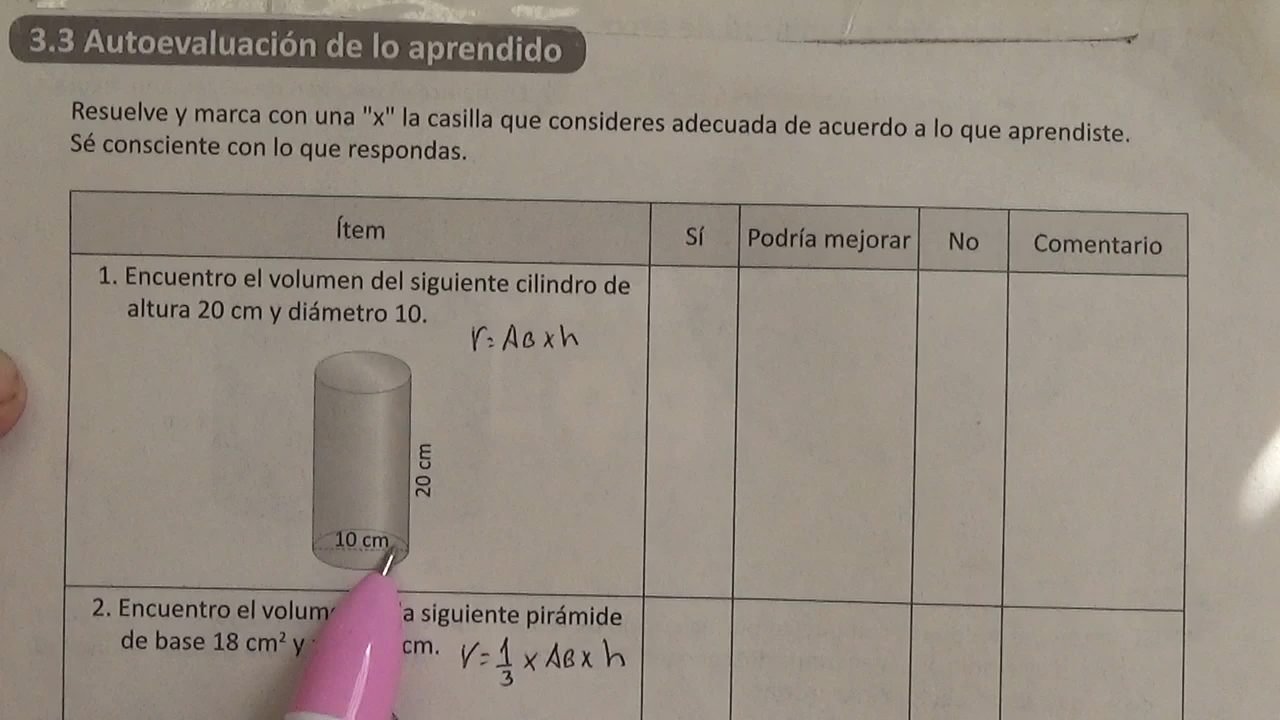 3.3 Autoevaluación de lo aprendido
Resuelve y marca con una "x" la casilla que consideres adecuada de acuerdo a lo que aprendiste.
Sé consciente con lo que respondas.
Ítem
Sí
Podría mejorar
No
Comentario
1. Encuentro el volumen del siguiente cilindro de
altura 20 cm y diámetro 10.
V= AB x h
20 cm
10 cm
2. Encuentro el siguiente pirámide
de base 18 cm² y cm.
V = 1/3 x AB x h